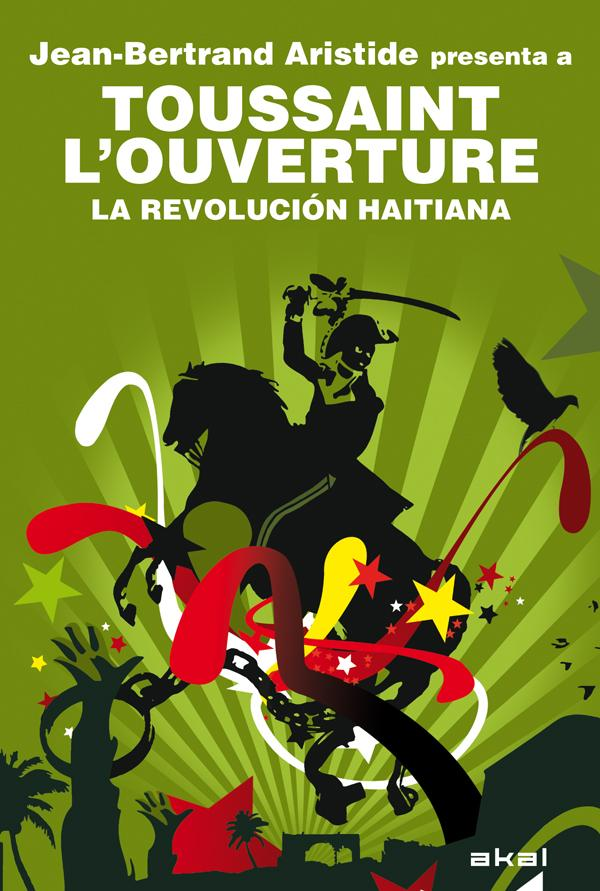 Jean-Bertrand Aristide presenta a
TOUSSAINT
L'OUVERTURE
LA REVOLUCIÓN HAITIANA
akal